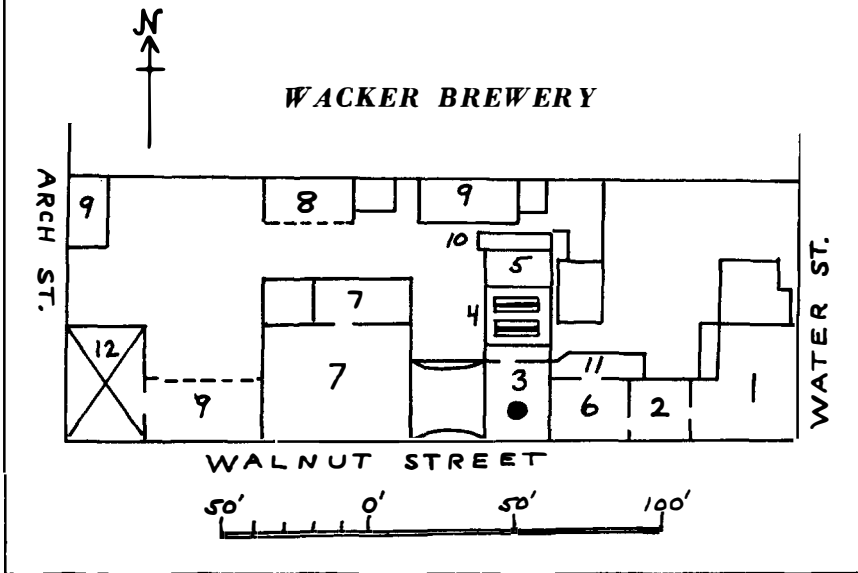 N
WACKER BREWERY
ARCH ST.
WATER ST.
9
8
9
10
5
4
7
12
11
7
3
9
6
2
1
WALNUT STREET
50' 0' 50' 100'